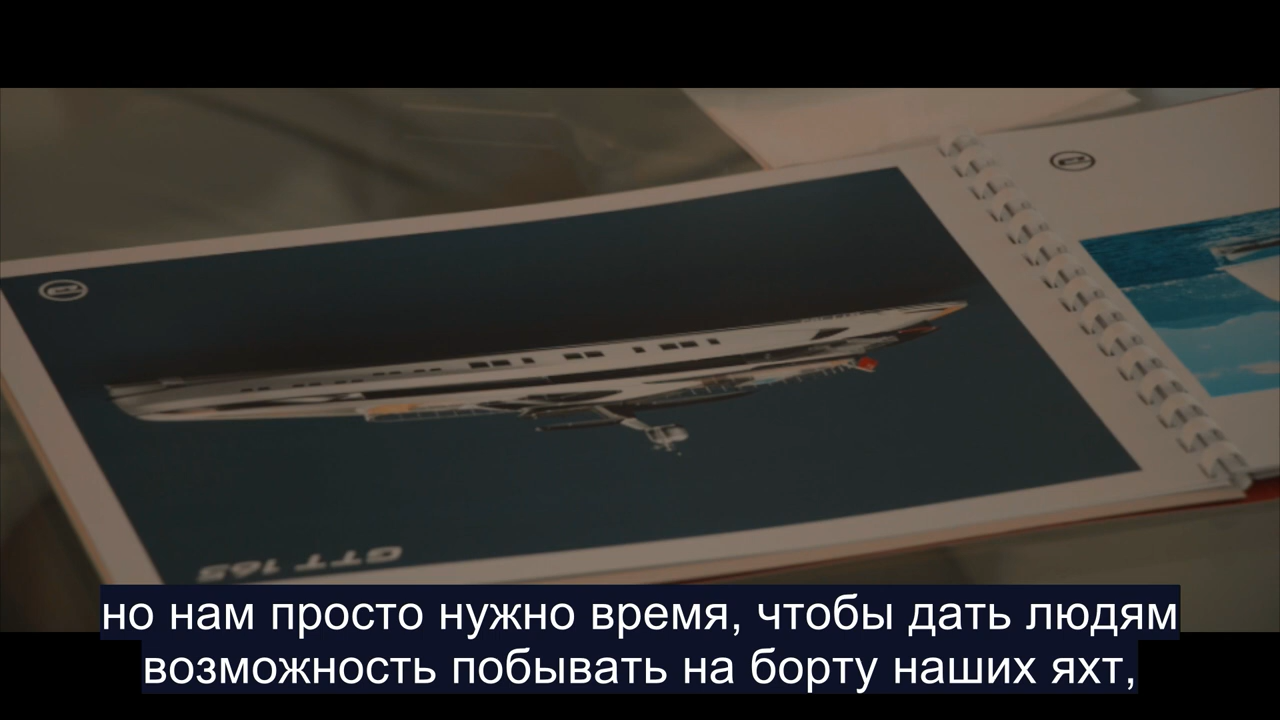 GTT 165
но нам просто нужно время, чтобы дать людям
возможность побывать на борту наших яхт,